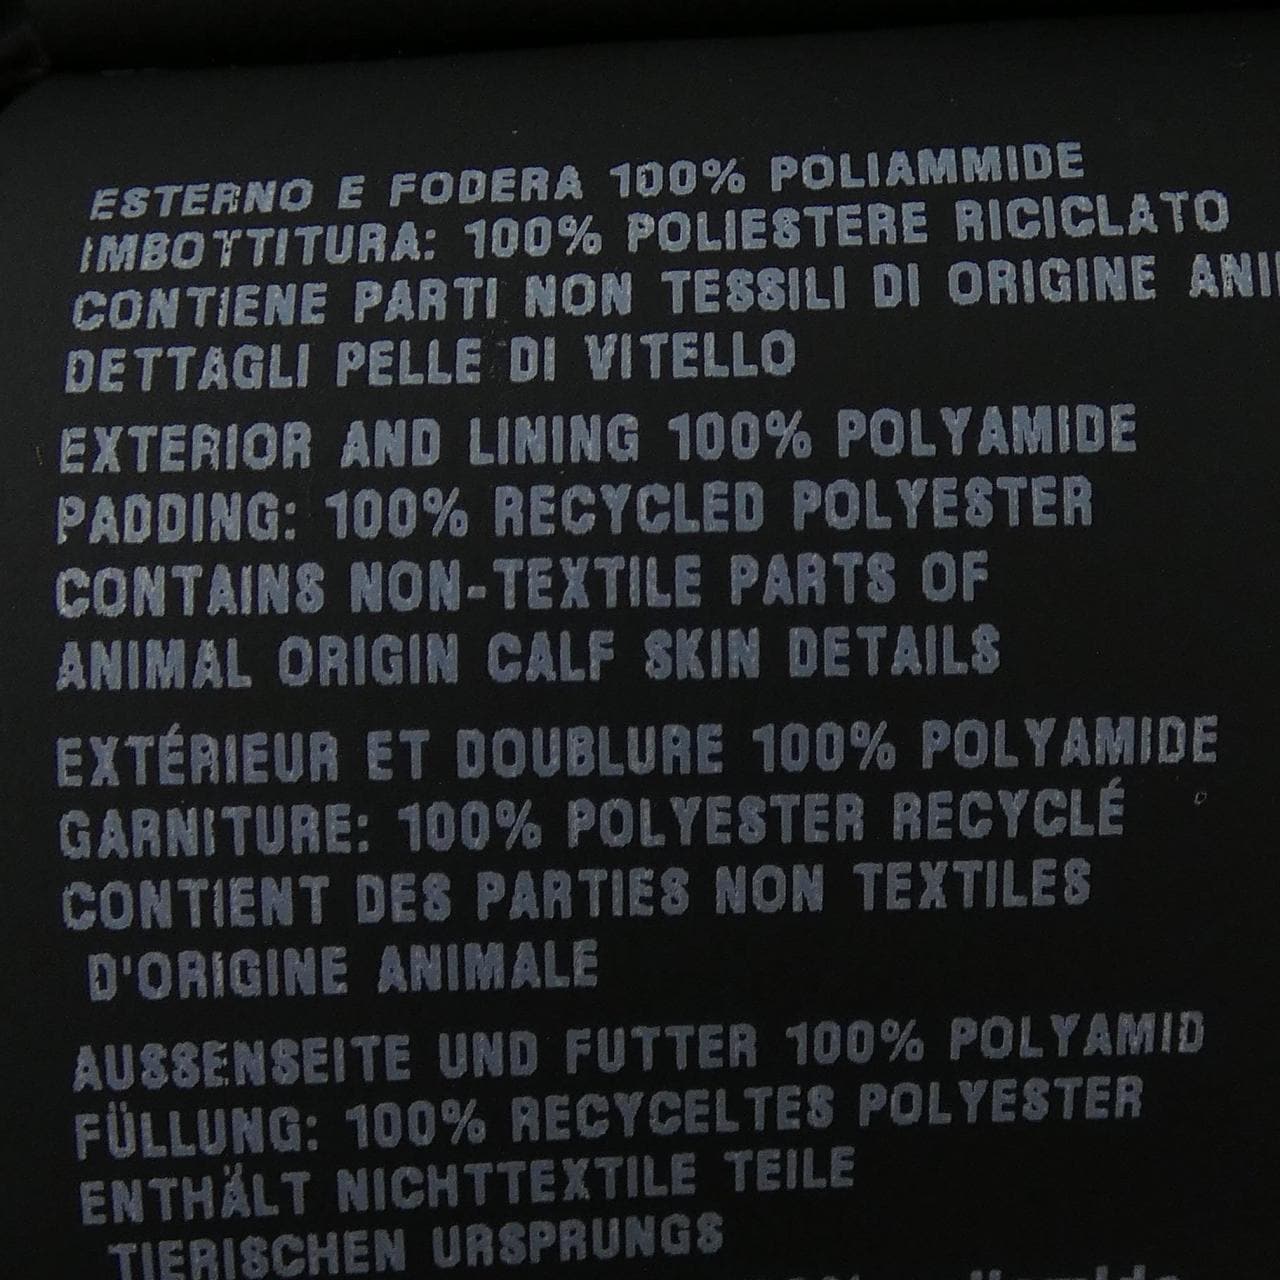 ESTERNO E FODERA 100% POLIAMMIDE
IMBOTTITURA: 100% POLIESTERE RICICLATO
CONTIENE PARTI NON TESSILI DI ORIGINE ANI
DETTAGLI PELLE DI VITELLO
EXTERIOR AND LINING 100% POLYAMIDE
PADDING: 100% RECYCLED POLYESTER
CONTAINS NON-TEXTILE PARTS OF
ANIMAL ORIGIN CALF SKIN DETAILS
EXTÉRIEUR ET DOUBLURE 100% POLYAMIDE
GARNITURE: 100% POLYESTER RECYCLÉ
CONTIENT DES PARTIES NON TEXTILES
D'ORIGINE ANIMALE
AUSSENSEITE UND FUTTER 100% POLYAMID
FÜLLUNG: 100% RECYCELTES POLYESTER
ENTHÄLT NICHTTEXTILE TEILE
TIERISCHEN URSPRUNGS